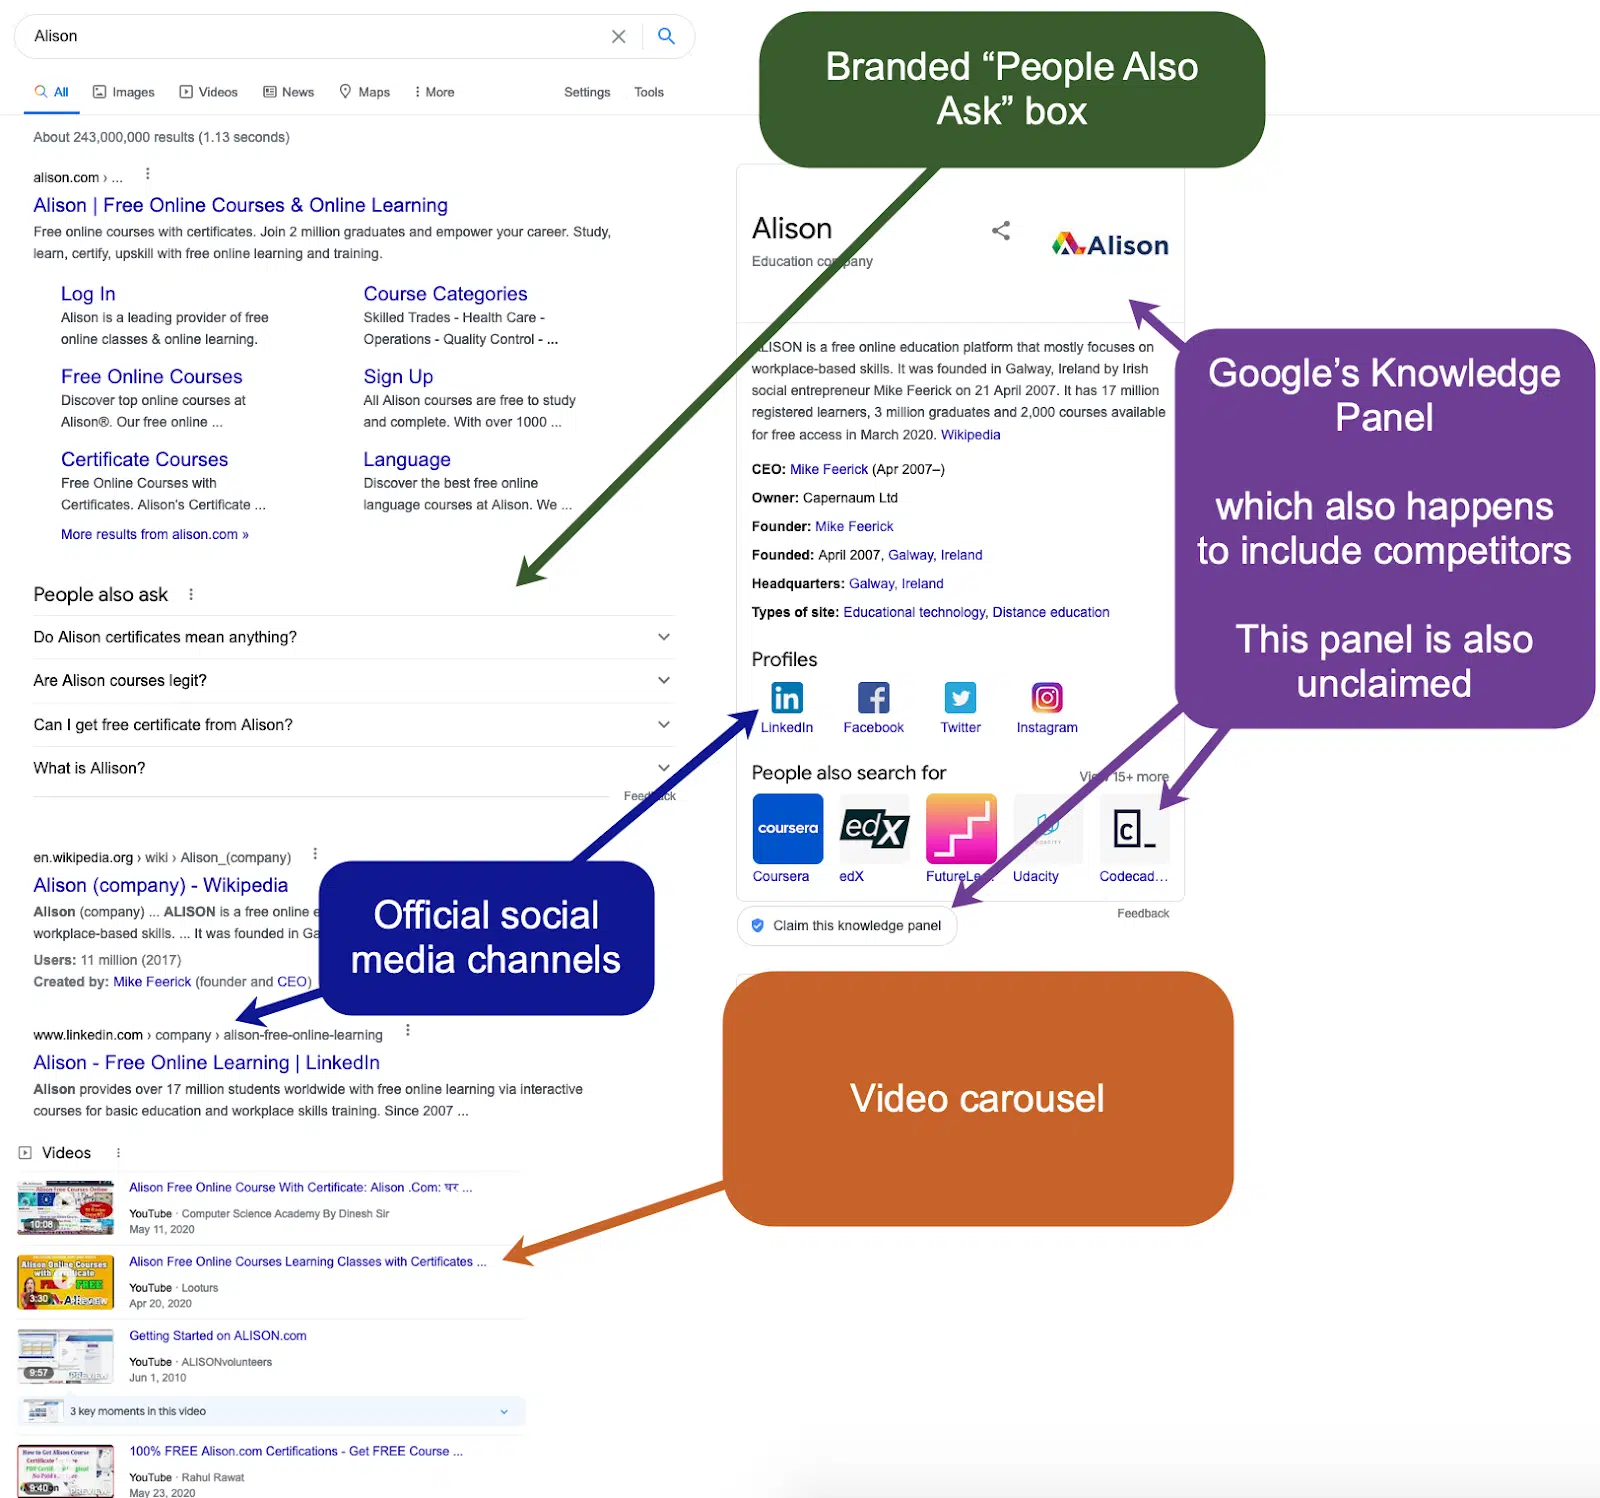 Alison
All
Images
Videos
News
Maps
More
Settings
Tools
About 243,000,000 results (1.13 seconds)
alison.com › ...
Alison | Free Online Courses & Online Learning
Free online courses with certificates. Join 2 million graduates and empower your career. Study,
learn, certify, upskill with free online learning and training.
Log In
Alison is a leading provider of free
online classes & online learning.
Course Categories
Skilled Trades - Health Care -
Operations - Quality Control - ...
Free Online Courses
Discover top online courses at
Alison®. Our free online ...
Sign Up
All Alison courses are free to study
and complete. With over 1000 ...
Certificate Courses
Free Online Courses with
Certificates. Alison's Certificate ...
Language
Discover the best free online
language courses at Alison. We ...
More results from alison.com »
People also ask
Do Alison certificates mean anything?
Are Alison courses legit?
Can I get free certificate from Alison?
What is Allison?
Feedback
en.wikipedia.org › wiki › Alison_(company)
Alison (company) - Wikipedia
Alison (company) ... ALISON is a free online e
workplace-based skills. ... It was founded in Ga
Users: 11 million (2017)
Created by: Mike Feerick (founder and CEO)
www.linkedin.com › company › alison-free-online-learning
Alison - Free Online Learning | LinkedIn
Alison provides over 17 million students worldwide with free online learning via interactive
courses for basic education and workplace skills training. Since 2007 ...
Videos
Alison Free Online Course With Certificate: Alison .Com: घर ...
YouTube · Computer Science Academy By Dinesh Sir
May 11, 2020
10:08
Alison Free Online Courses Learning Classes with Certificates ...
YouTube · Looturs
Apr 20, 2020
Alison Online Courses
with
FREE
3:30
PREVIEW
Getting Started on ALISON.com
YouTube · ALISONvolunteers
Jun 1, 2010
9:57
PREVIEW
3 key moments in this video
100% FREE Alison.com Certifications - Get FREE Course ...
YouTube · Rahul Rawat
May 23, 2020
How to Get Alison Course
9:40
PREVIEW
Branded “People Also
Ask” box
Alison
Education company
Alison
ALISON is a free online education platform that mostly focuses on
workplace-based skills. It was founded in Galway, Ireland by Irish
social entrepreneur Mike Feerick on 21 April 2007. It has 17 million
registered learners, 3 million graduates and 2,000 courses available
for free access in March 2020. Wikipedia
CEO: Mike Feerick (Apr 2007–)
Owner: Capernaum Ltd
Founder: Mike Feerick
Founded: April 2007, Galway, Ireland
Headquarters: Galway, Ireland
Types of site: Educational technology, Distance education
Profiles
LinkedIn
Facebook
Twitter
Instagram
People also search for
View 15+ more
coursera
edX
UDACITY
Coursera
edX
FutureLe...
Udacity
Codecad...
Feedback
Claim this knowledge panel
Google’s Knowledge
Panel
which also happens
to include competitors
This panel is also
unclaimed
Official social
media channels
Video carousel